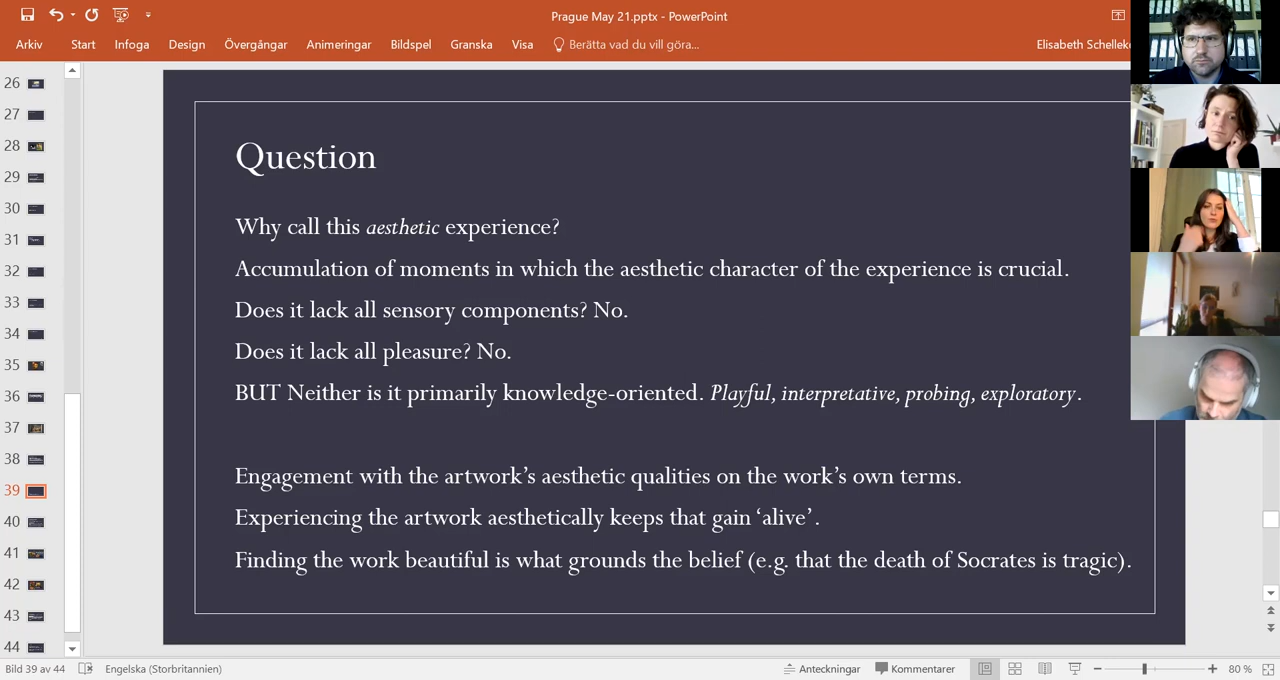 Prague May 21.pptx - PowerPoint
Arkiv Start Infoga Design Övergångar Animeringar Bildspel Granska Visa Berätta vad du vill göra... Elisabeth Schelleke
26
27
28
29
30
31
32
33
34
35
36
37
38
39
40
41
42
43
44
Question
Why call this aesthetic experience?
Accumulation of moments in which the aesthetic character of the experience is crucial.
Does it lack all sensory components? No.
Does it lack all pleasure? No.
BUT Neither is it primarily knowledge-oriented. Playful, interpretative, probing, exploratory.
Engagement with the artwork’s aesthetic qualities on the work’s own terms.
Experiencing the artwork aesthetically keeps that gain ‘alive’.
Finding the work beautiful is what grounds the belief (e.g. that the death of Socrates is tragic).
Bild 39 av 44 Engelska (Storbritannien) Anteckningar Kommentarer 80 %